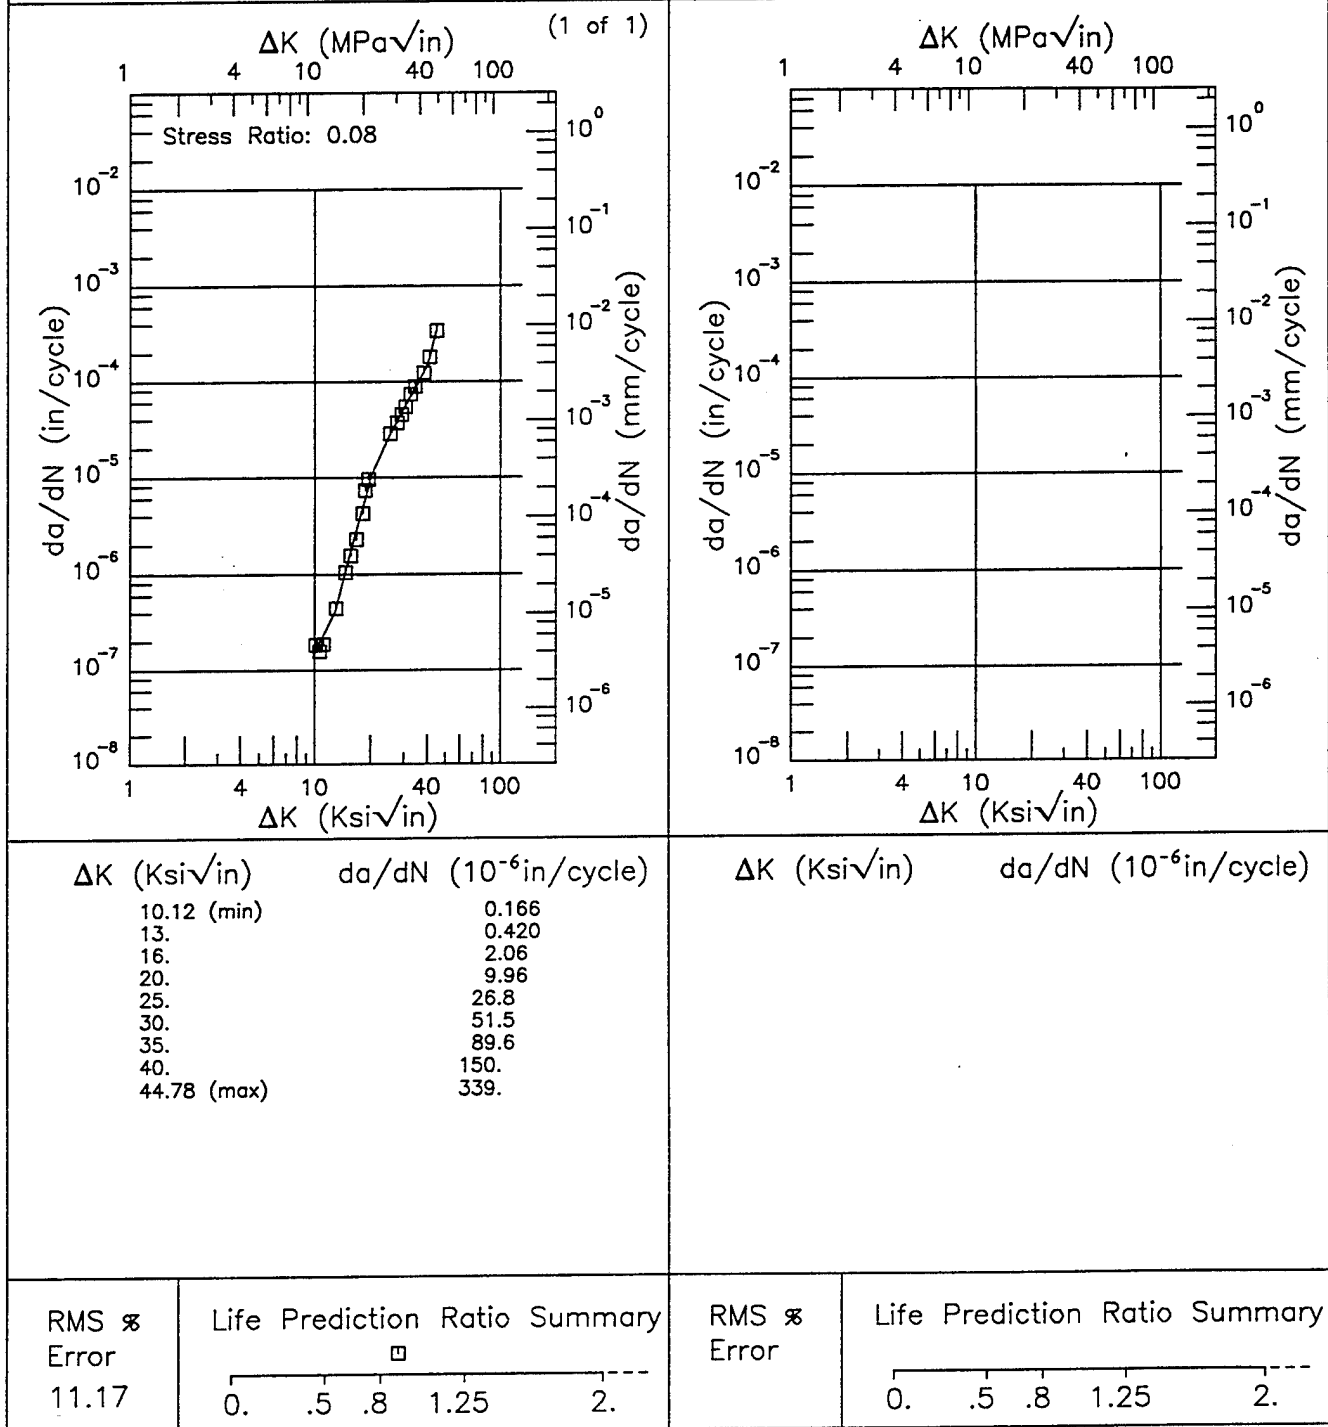 (1 of 1)
ΔK (MPa√in)
1 4 10 40 100
Stress Ratio: 0.08
10⁰
10⁻²
10⁻¹
10⁻³
10⁻²
10⁻⁴
10⁻³
10⁻⁵
10⁻⁴
10⁻⁶
10⁻⁵
10⁻⁷
10⁻⁶
10⁻⁸
da/dN (in/cycle)
da/dN (mm/cycle)
1 4 10 40 100
ΔK (Ksi√in)
ΔK (MPa√in)
1 4 10 40 100
10⁰
10⁻²
10⁻¹
10⁻³
10⁻²
10⁻⁴
10⁻³
10⁻⁵
10⁻⁴
10⁻⁶
10⁻⁵
10⁻⁷
10⁻⁶
10⁻⁸
da/dN (in/cycle)
da/dN (mm/cycle)
1 4 10 40 100
ΔK (Ksi√in)
ΔK (Ksi√in) da/dN (10⁻⁶in/cycle)
10.12 (min) 0.166
13. 0.420
16. 2.06
20. 9.96
25. 26.8
30. 51.5
35. 89.6
40. 150.
44.78 (max) 339.
ΔK (Ksi√in) da/dN (10⁻⁶in/cycle)
RMS %
Error
11.17
Life Prediction Ratio Summary
0. .5 .8 1.25 2.
RMS %
Error
Life Prediction Ratio Summary
0. .5 .8 1.25 2.